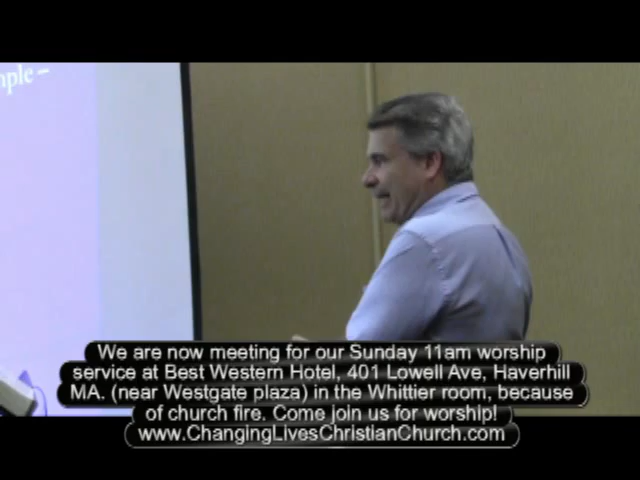 We are now meeting for our Sunday 11am worship
service at Best Western Hotel, 401 Lowell Ave, Haverhill
MA. (near Westgate plaza) in the Whittier room, because
of church fire. Come join us for worship!
www.ChangingLivesChristianChurch.com